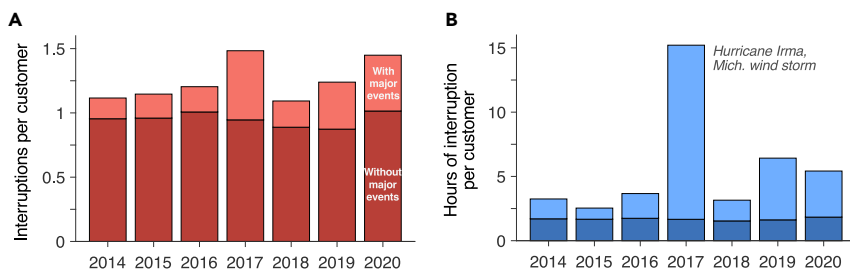 A
Interruptions per customer
1.5
1
0.5
0
With
major
events
Without
major
events
2014 2015 2016 2017 2018 2019 2020
B
Hours of interruption
per customer
15
10
5
0
Hurricane Irma,
Mich. wind storm
2014 2015 2016 2017 2018 2019 2020